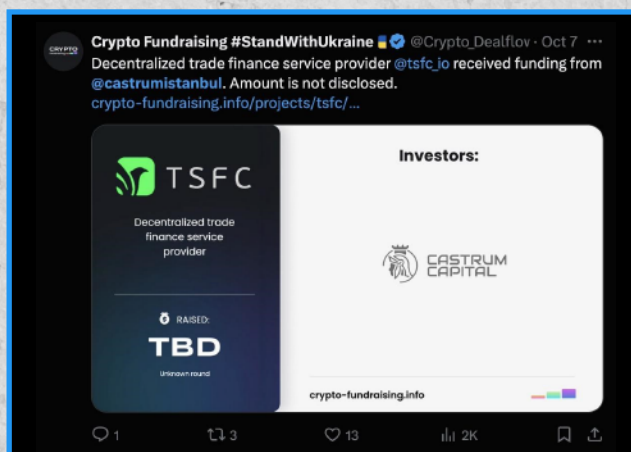 CRYPTO
Crypto Fundraising #StandWithUkraine @Crypto_Dealflov · Oct 7 ···
Decentralized trade finance service provider @tsfc_io received funding from
@castrumistanbul. Amount is not disclosed.
crypto-fundraising.info/projects/tsfc/...
TSFC
Decentralized trade
finance service
provider
RAISED:
TBD
Unknown round
Investors:
CASTRUM
CAPITAL
crypto-fundraising.info
1 3 13 2K